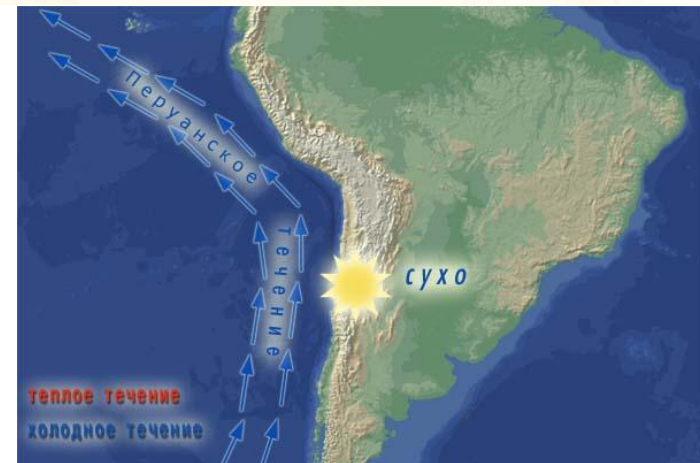 Перуанское
течение
сухо
теплое течение
холодное течение